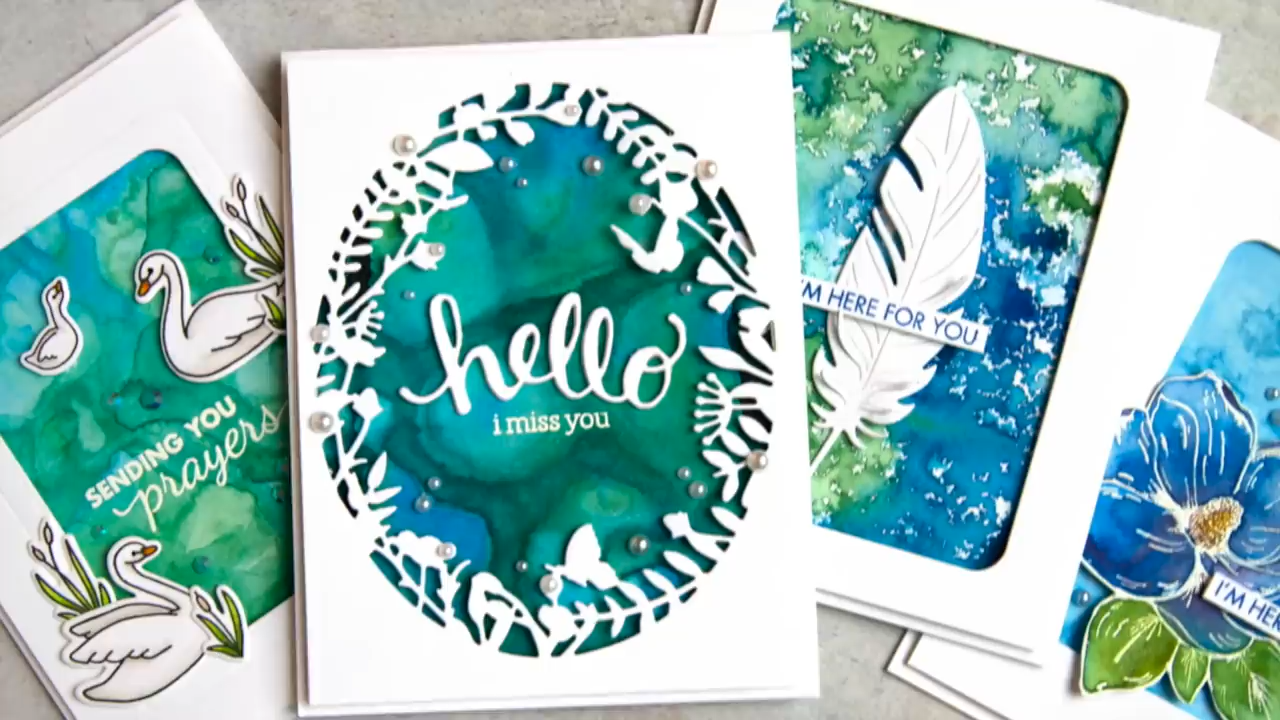 SENDING YOU
prayers
hello
i miss you
I'M HERE FOR YOU
I'M HER